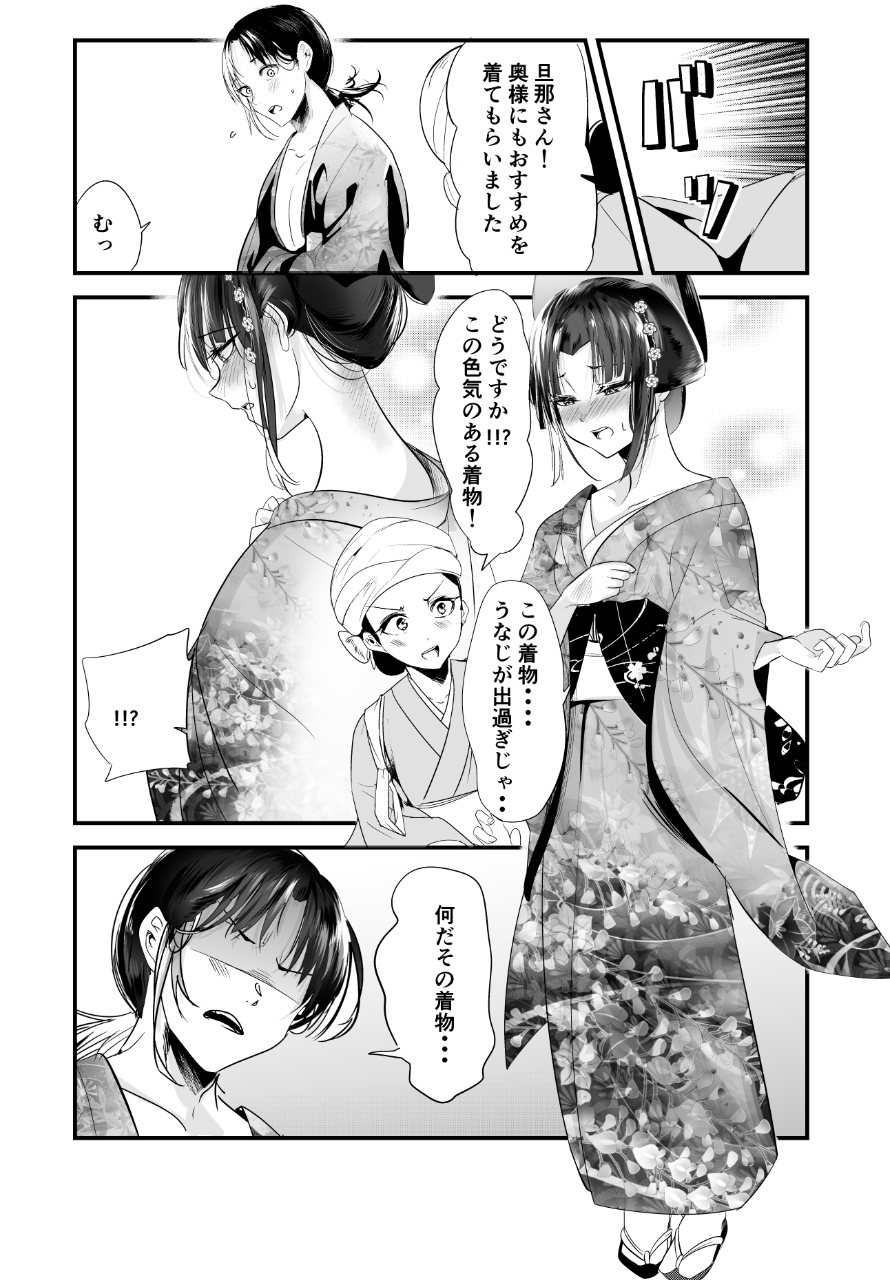 バッ
旦那さん！
奥様にもおすすめを
着てもらいました
むっ
どうですか!!?
この色気のある着物！
この着物・・・・
うなじが出過ぎじゃ・・
!!?
何だその着物・・・